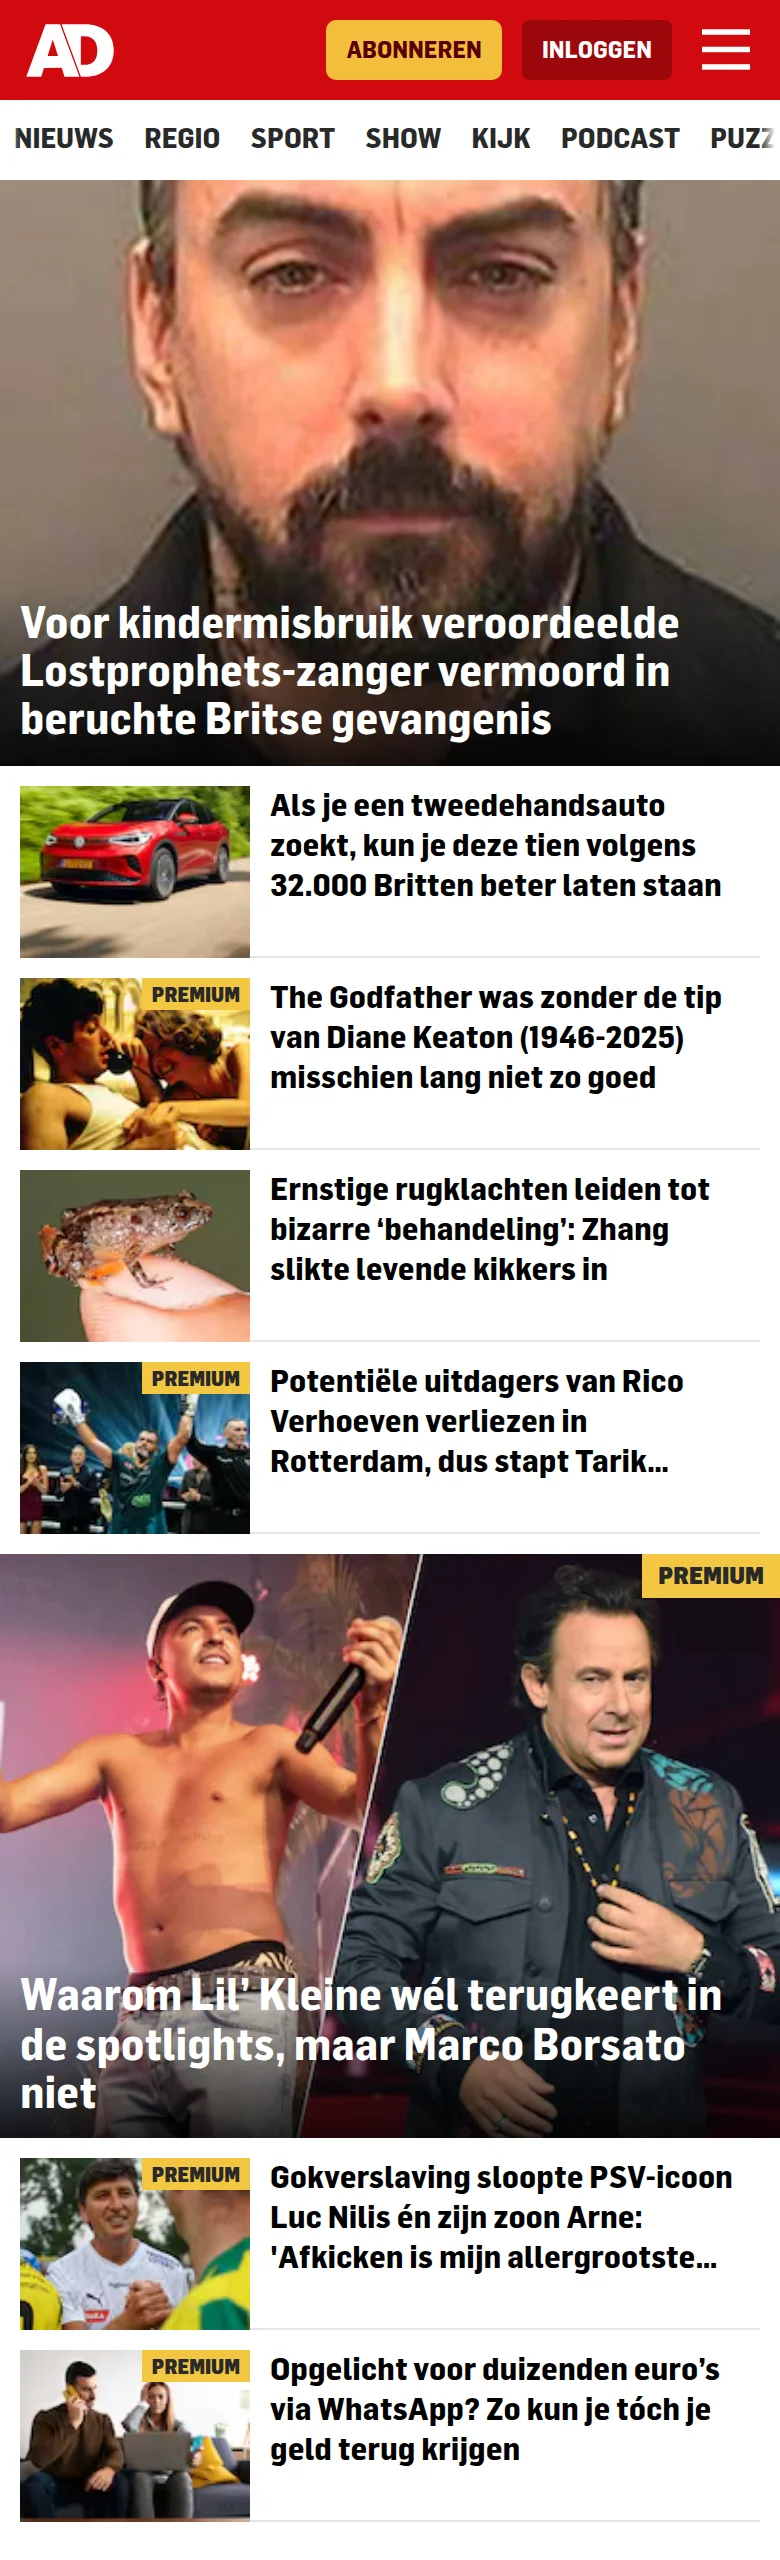 AD
ABONNEREN
INLOGGEN
NIEUWS REGIO SPORT SHOW KIJK PODCAST PUZZ
Voor kindermisbruik veroordeelde
Lostprophets-zanger vermoord in
beruchte Britse gevangenis
Als je een tweedehandsauto
zoekt, kun je deze tien volgens
32.000 Britten beter laten staan
PREMIUM
The Godfather was zonder de tip
van Diane Keaton (1946-2025)
misschien lang niet zo goed
Ernstige rugklachten leiden tot
bizarre ‘behandeling’: Zhang
slikte levende kikkers in
PREMIUM
Potentiële uitdagers van Rico
Verhoeven verliezen in
Rotterdam, dus stapt Tarik...
PREMIUM
Waarom Lil’ Kleine wél terugkeert in
de spotlights, maar Marco Borsato
niet
PREMIUM
Gokverslaving sloopte PSV-icoon
Luc Nilis én zijn zoon Arne:
'Afkicken is mijn allergrootste...
PREMIUM
Opgelicht voor duizenden euro’s
via WhatsApp? Zo kun je tóch je
geld terug krijgen